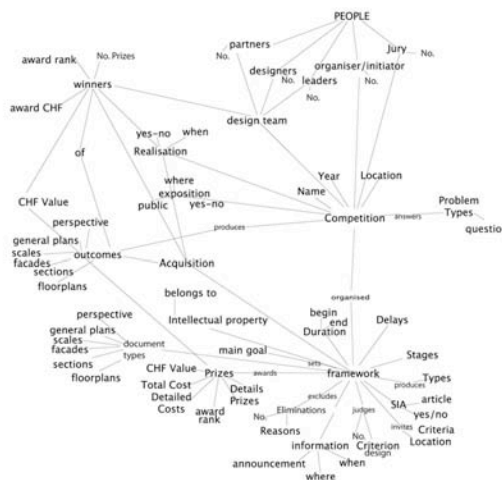 PEOPLE
partners
Jury
No.
No.
award rank
No. Prizes
designers
organiser/initiator
winners
leaders
No.
No.
award CHF
design team
yes-no
when
of
Realisation
Year
Location
where
Name
exposition
CHF Value
public
yes-no
Problem
Types
perspective
Competition
answers
questio
general plans
produces
scales
outcomes
facades
sections
Acquisition
floorplans
belongs to
organised
perspective
Intellectual property
begin
end
Duration
Delays
general plans
scales
document
main goal
facades
types
sets
Stages
sections
CHF Value
Prizes
awards
framework
Types
floorplans
Total Cost
Details
produces
Detailed
Prizes
excludes
SIA
article
Costs
award
rank
No.
Eliminations
judges
yes/no
Reasons
invites
Criteria
No.
Location
information
Criterion
design
announcement
when
where